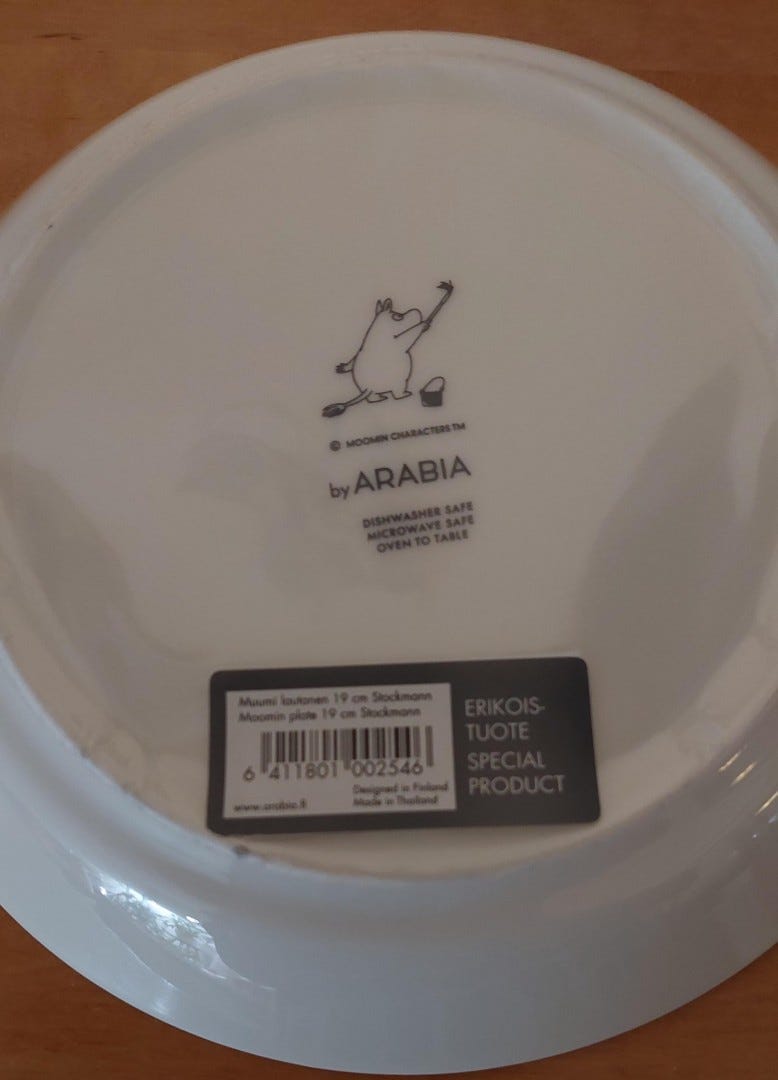 © MOOMIN CHARACTERS TM
by ARABIA
DISHWASHER SAFE
MICROWAVE SAFE
OVEN TO TABLE
Muumi lautanen 19 cm Stockmann
Moomin plate 19 cm Stockmann
6 411801 002546
Designed in Finland
Made in Thailand
www.arabia.fi
ERIKOIS-
TUOTE
SPECIAL
PRODUCT